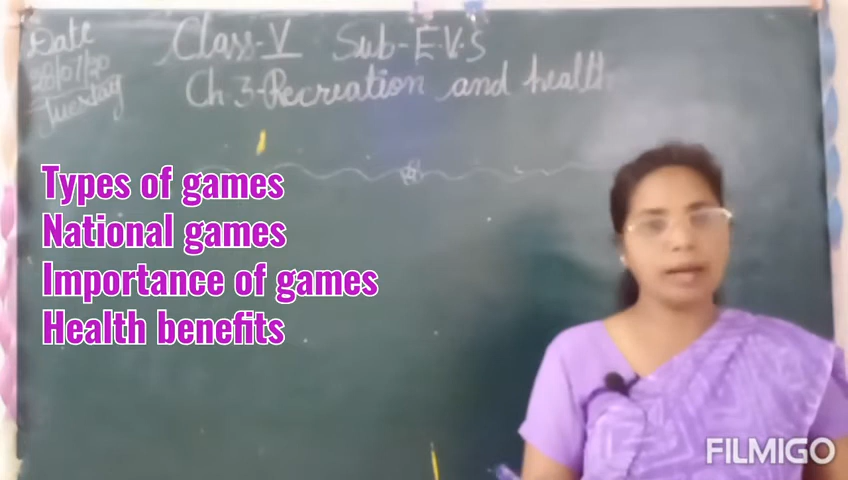 Date
Class-V Sub-E.V.S
28/07/20
Ch 3-Recreation and health
Tuesday
Types of games
National games
Importance of games
Health benefits
FILMIGO